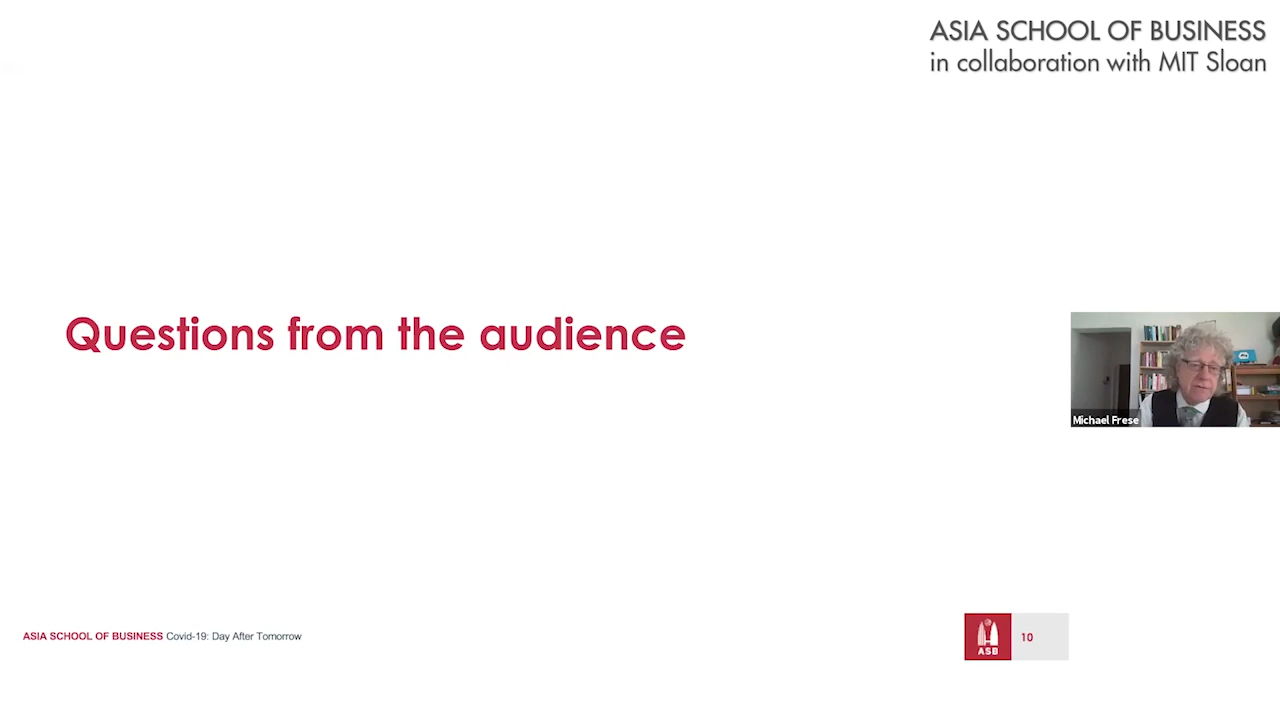 ASIA SCHOOL OF BUSINESS
in collaboration with MIT Sloan
Questions from the audience
Michael Frese
ASIA SCHOOL OF BUSINESS Covid-19: Day After Tomorrow
ASB
10